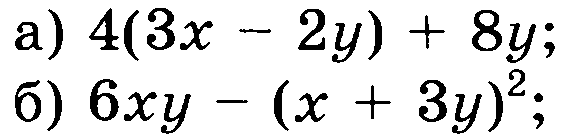 а) 4(3x − 2y) + 8y;
б) 6xy − (x + 3y)²;